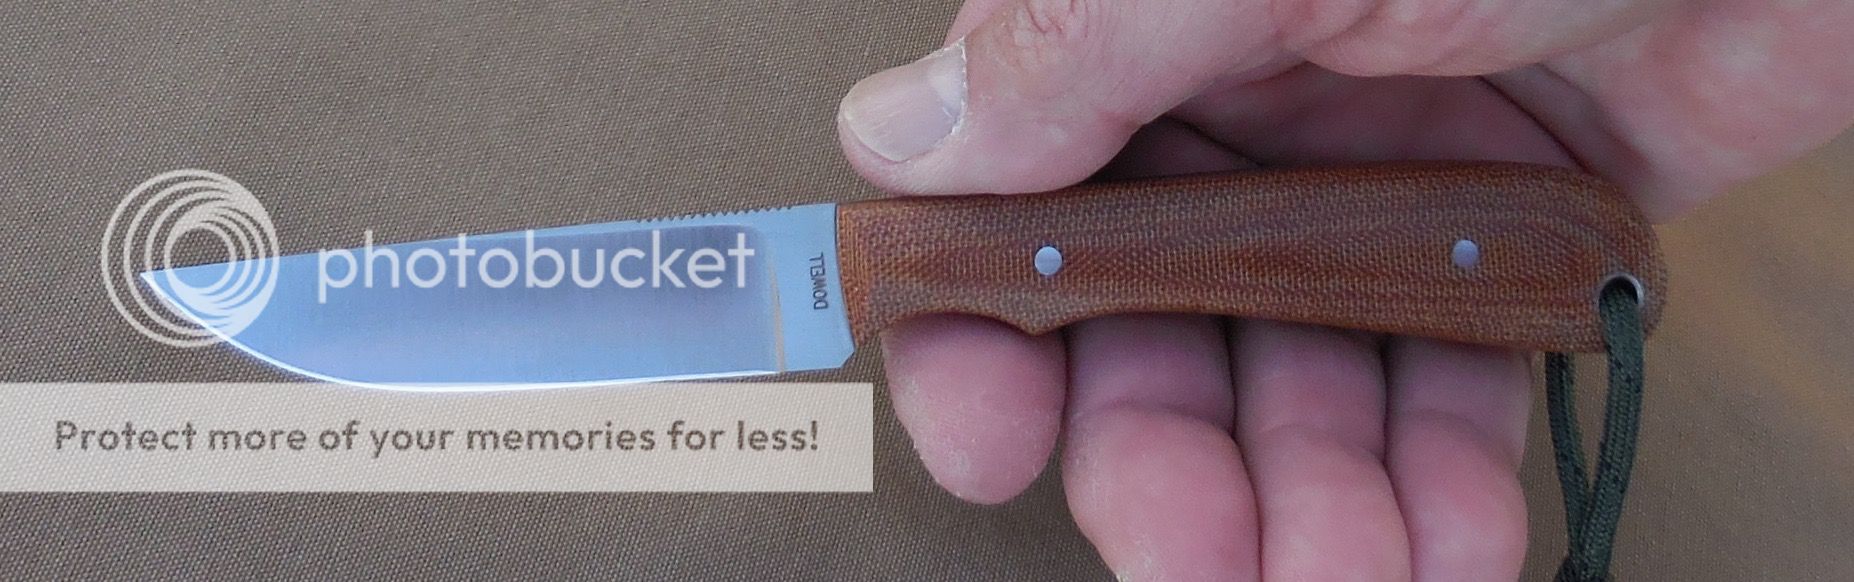 photobucket
DOWELL
Protect more of your memories for less!